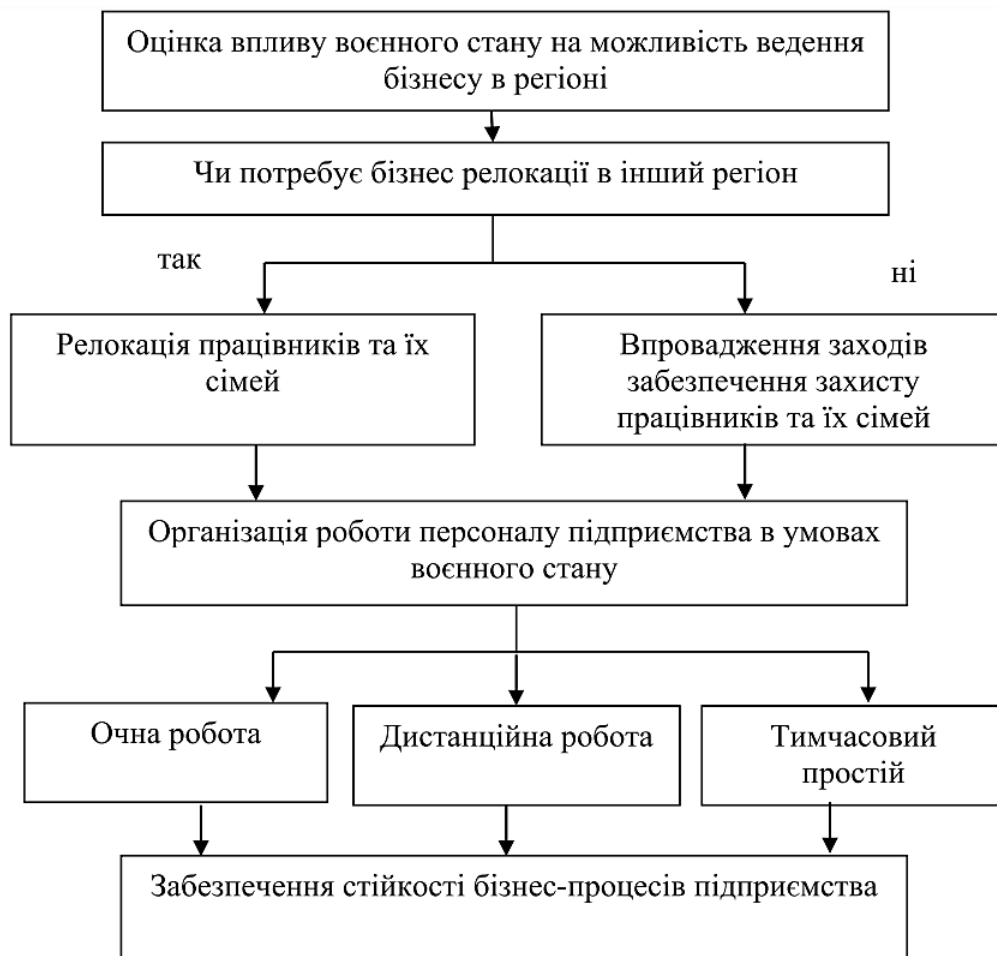 Оцінка впливу воєнного стану на можливість ведення
бізнесу в регіоні
Чи потребує бізнес релокації в інший регіон
так
ні
Релокація працівників та їх
сімей
Впровадження заходів
забезпечення захисту
працівників та їх сімей
Організація роботи персоналу підприємства в умовах
воєнного стану
Очна робота
Дистанційна робота
Тимчасовий
простій
Забезпечення стійкості бізнес-процесів підприємства